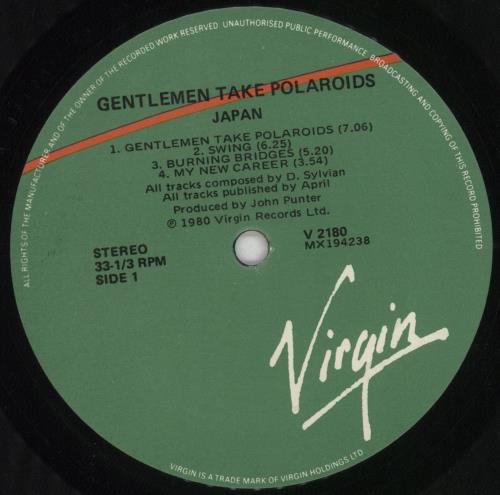 ALL RIGHTS OF THE MANUFACTURER AND OF THE OWNER OF THE RECORDED WORK RESERVED UNAUTHORISED PUBLIC PERFORMANCE BROADCASTING AND COPYING OF THIS RECORD PROHIBITED
GENTLEMEN TAKE POLAROIDS
JAPAN
1. GENTLEMEN TAKE POLAROIDS (7.06)
2. SWING (6.25)
3. BURNING BRIDGES (5.20)
4. MY NEW CAREER (3.54)
All tracks composed by D. Sylvian
All tracks published by April
Produced by John Punter
℗ 1980 Virgin Records Ltd.
STEREO
33-1/3 RPM
SIDE 1
V 2180
MX194238
Virgin
VIRGIN IS A TRADE MARK OF VIRGIN HOLDINGS LTD